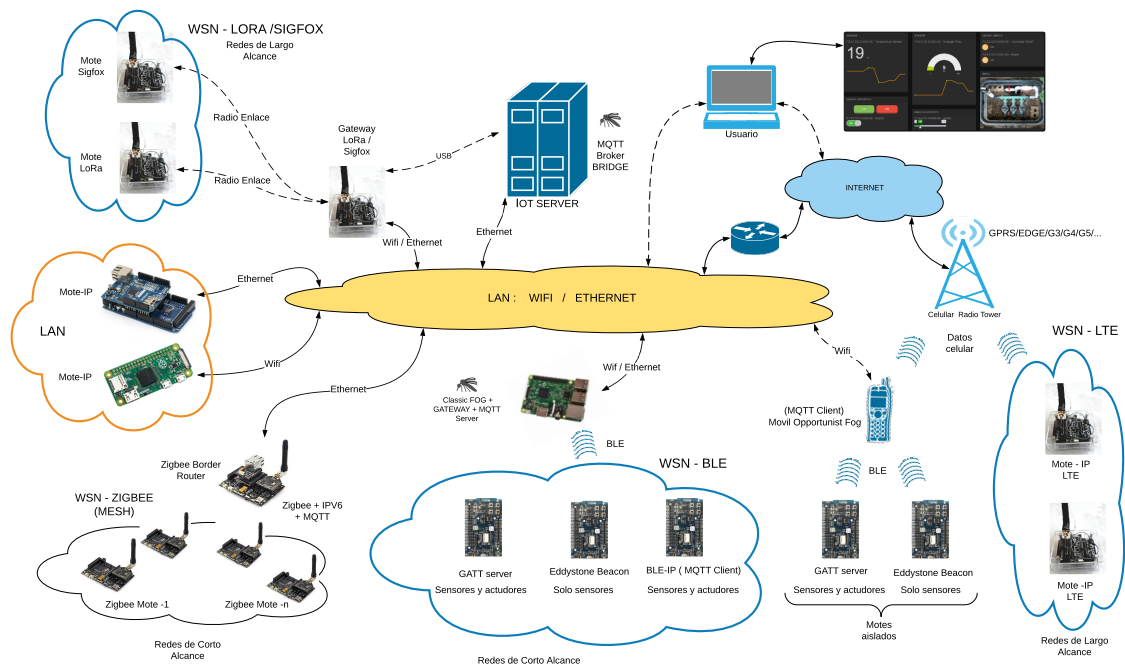 WSN - LORA /SIGFOX
Redes de Largo
Alcance
Mote
Sigfox
Mote
LoRa
Radio Enlace
Radio Enlace
Gateway
LoRa /
Sigfox
USB
MQTT
Broker
BRIDGE
IOT SERVER
Wifi / Ethernet
Ethernet
Usuario
19
INTERNET
GPRS/EDGE/G3/G4/G5/...
Celullar Radio Tower
Datos
celular
LAN
Mote-IP
Mote-IP
Ethernet
Wifi
LAN : WIFI / ETHERNET
Ethernet
Classic FOG +
GATEWAY + MQTT
Server
Wif / Ethernet
BLE
Wifi
(MQTT Client)
Movil Opportunist Fog
BLE
WSN - LTE
Mote - IP
LTE
Mote -IP
LTE
Redes de Largo
Alcance
Zigbee Border
Router
Zigbee + IPV6
+ MQTT
WSN - ZIGBEE
(MESH)
Zigbee Mote -1
Zigbee Mote -n
Redes de Corto
Alcance
WSN - BLE
GATT server
Sensores y actudores
Eddystone Beacon
Solo sensores
BLE-IP ( MQTT Client)
Sensores y actudores
Redes de Corto Alcance
GATT server
Sensores y actudores
Eddystone Beacon
Solo sensores
Motes
aislados